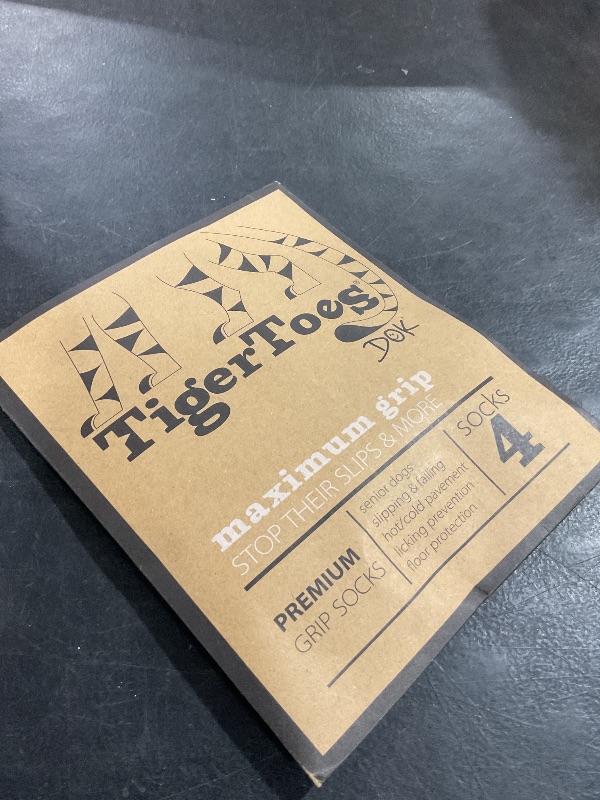 TigerToes®
DOK
maximum grip
STOP THEIR SLIPS & MORE
PREMIUM
GRIP SOCKS
senior dogs
slipping & falling
hot/cold pavement
licking prevention
floor protection
SOCKS
4